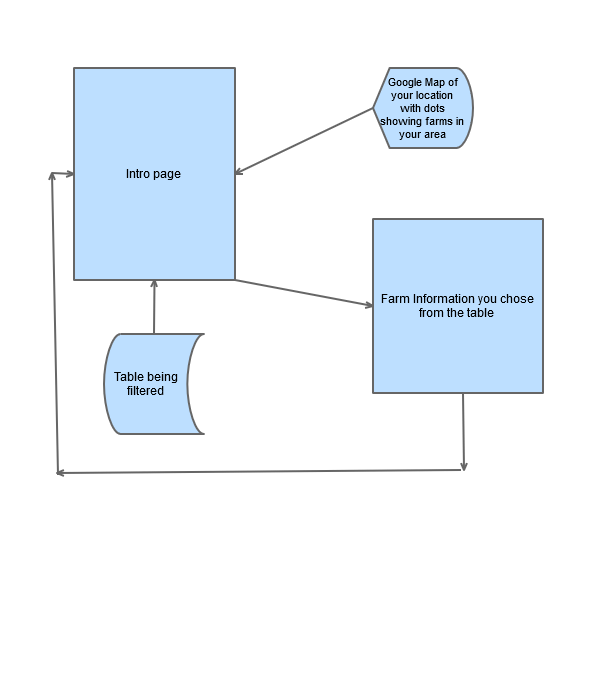 Google Map of
your location
with dots
showing farms in
your area
Intro page
Farm Information you chose
from the table
Table being
filtered